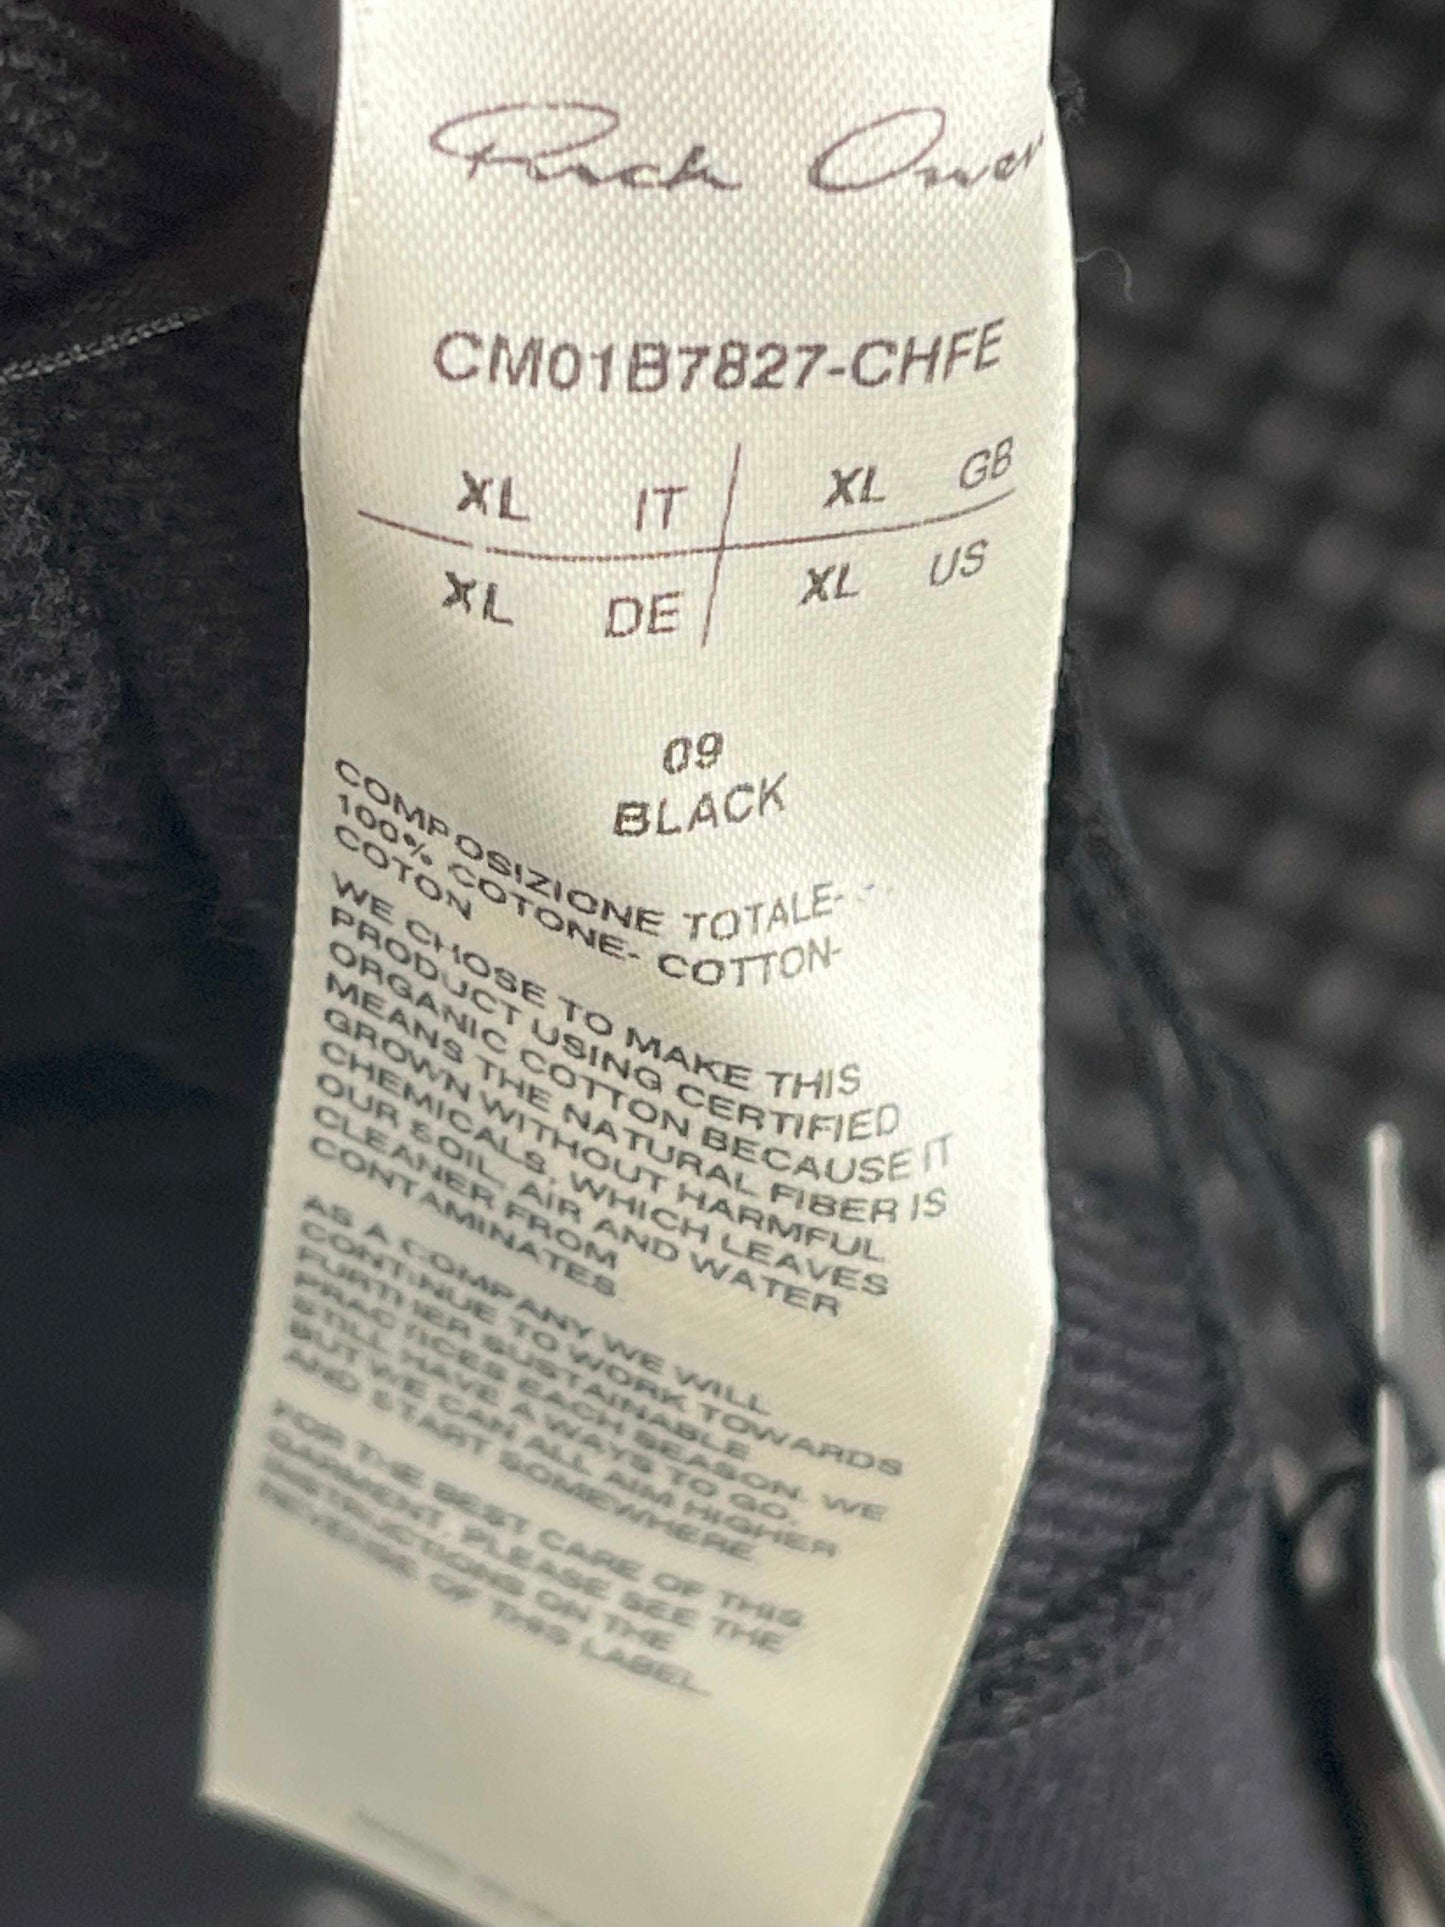 Rick Owen
CM01B7827-CHFE
XL IT XL GB
XL DE XL US
09
BLACK
COMPOSIZIONE TOTALE-
100% COTONE- COTTON-
COTON
WE CHOSE TO MAKE THIS
PRODUCT USING CERTIFIED
ORGANIC COTTON BECAUSE IT
MEANS THE NATURAL FIBER IS
GROWN WITHOUT HARMFUL
CHEMICALS, WHICH LEAVES
OUR SOIL, AIR AND WATER
CLEANER FROM
CONTAMINATES.
AS A COMPANY WE WILL
CONTINUE TO WORK TOWARDS
FURTHER SUSTAINABLE
PRACTICES EACH SEASON. WE
STILL HAVE A WAYS TO GO,
BUT WE CAN ALL AIM HIGHER
AND START SOMEWHERE.
FOR THE BEST CARE OF THIS
GARMENT, PLEASE SEE THE
INSTRUCTIONS ON THE
REVERSE OF THIS LABEL.